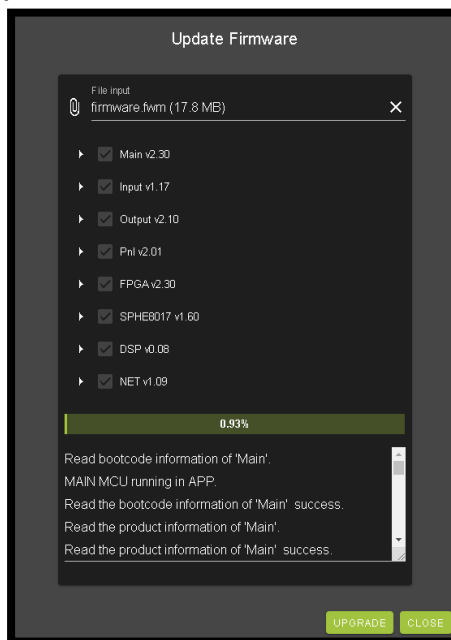 Update Firmware
File input
firmware.fwm (17.8 MB)
Main v2.30
Input v1.17
Output v2.10
Pnl v2.01
FPGA v2.30
SPHE8017 v1.60
DSP v0.08
NET v1.09
0.93%
Read bootcode information of 'Main'.
MAIN MCU running in APP.
Read the bootcode information of 'Main' success.
Read the product information of 'Main'.
Read the product information of 'Main' success.
UPGRADE CLOSE